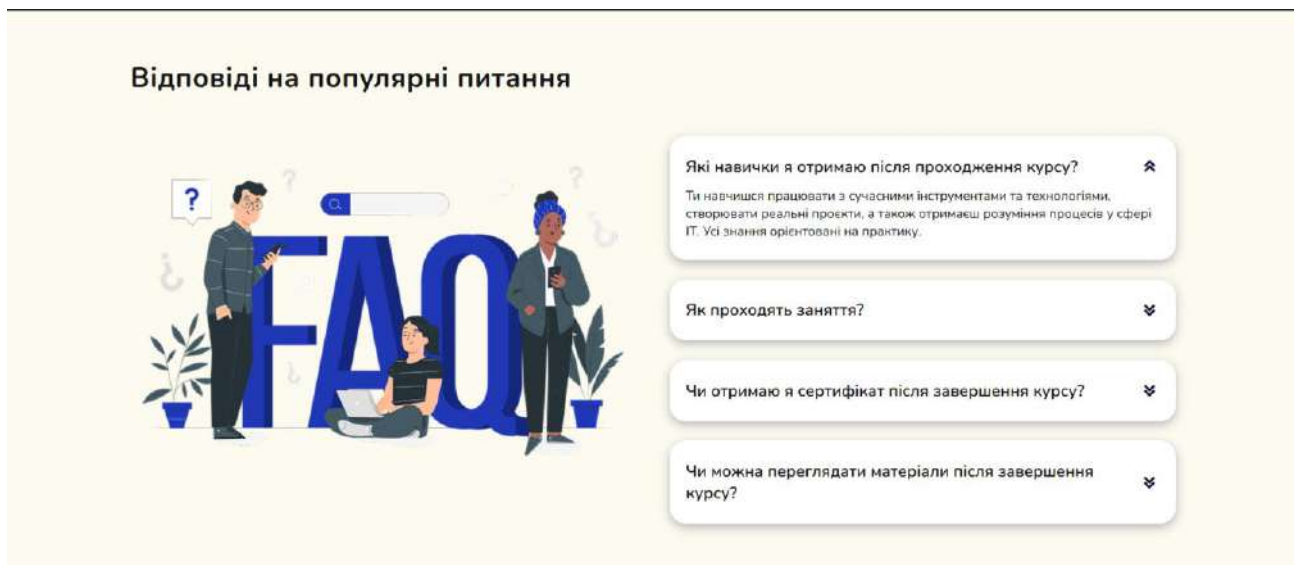 Відповіді на популярні питання
?
?
?
FAQ
Які навички я отримаю після проходження курсу?
Ти навчишся працювати з сучасними інструментами та технологіями,
створювати реальні проєкти, а також отримаєш розуміння процесів у сфері
ІТ. Усі знання орієнтовані на практику.
Як проходять заняття?
Чи отримаю я сертифікат після завершення курсу?
Чи можна переглядати матеріали після завершення
курсу?